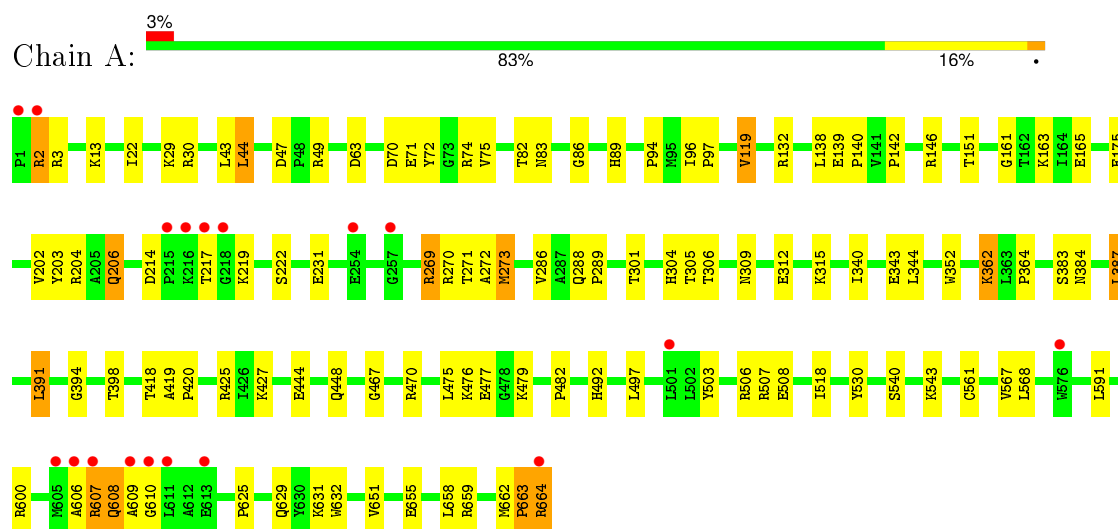 3%
Chain A:
83%
16%
•
P1 R2 R3 K13 I22 K29 R30 L43 L44 D47 P48 R49 D63 D70 E71 Y72 G73 R74 V75 T82 N83 G86 H89 P94 M95 I96 P97 V119 R132 L138 E139 P140 V141 P142 R146 T151 G161 T162 K163 I164 E165
V202 Y203 R204 A205 Q206 D214 P215 K216 T217 G218 K219 S222 E231 E254 G257 R269 R270 T271 A272 M273 V286 A287 Q288 P289 T301 H304 T305 T306 N309 E312 K315 I340 E343 L344 W352 K362 L363 P364 S383 N384 L387
L391 G394 T398 T418 A419 P420 R425 I426 K427 E444 Q448 G467 R470 L475 K476 E477 G478 K479 P482 H492 L497 L501 L502 Y503 R506 R507 E508 I518 Y530 S540 K543 C561 V567 L568 W576 L591
R600 M605 A606 R607 Q608 A609 G610 L611 A612 E613 P625 Q629 Y630 K631 W632 V651 E655 L658 R659 M662 P663 R664